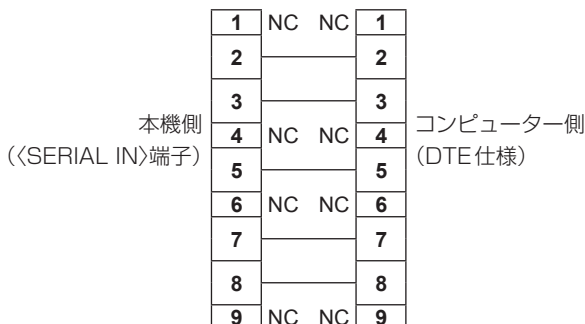 1 NC NC 1
2 2
3 3
本機側
(〈SERIAL IN〉端子)
4 NC NC 4
コンピューター側
(DTE仕様)
5 5
6 NC NC 6
7 7
8 8
9 NC NC 9